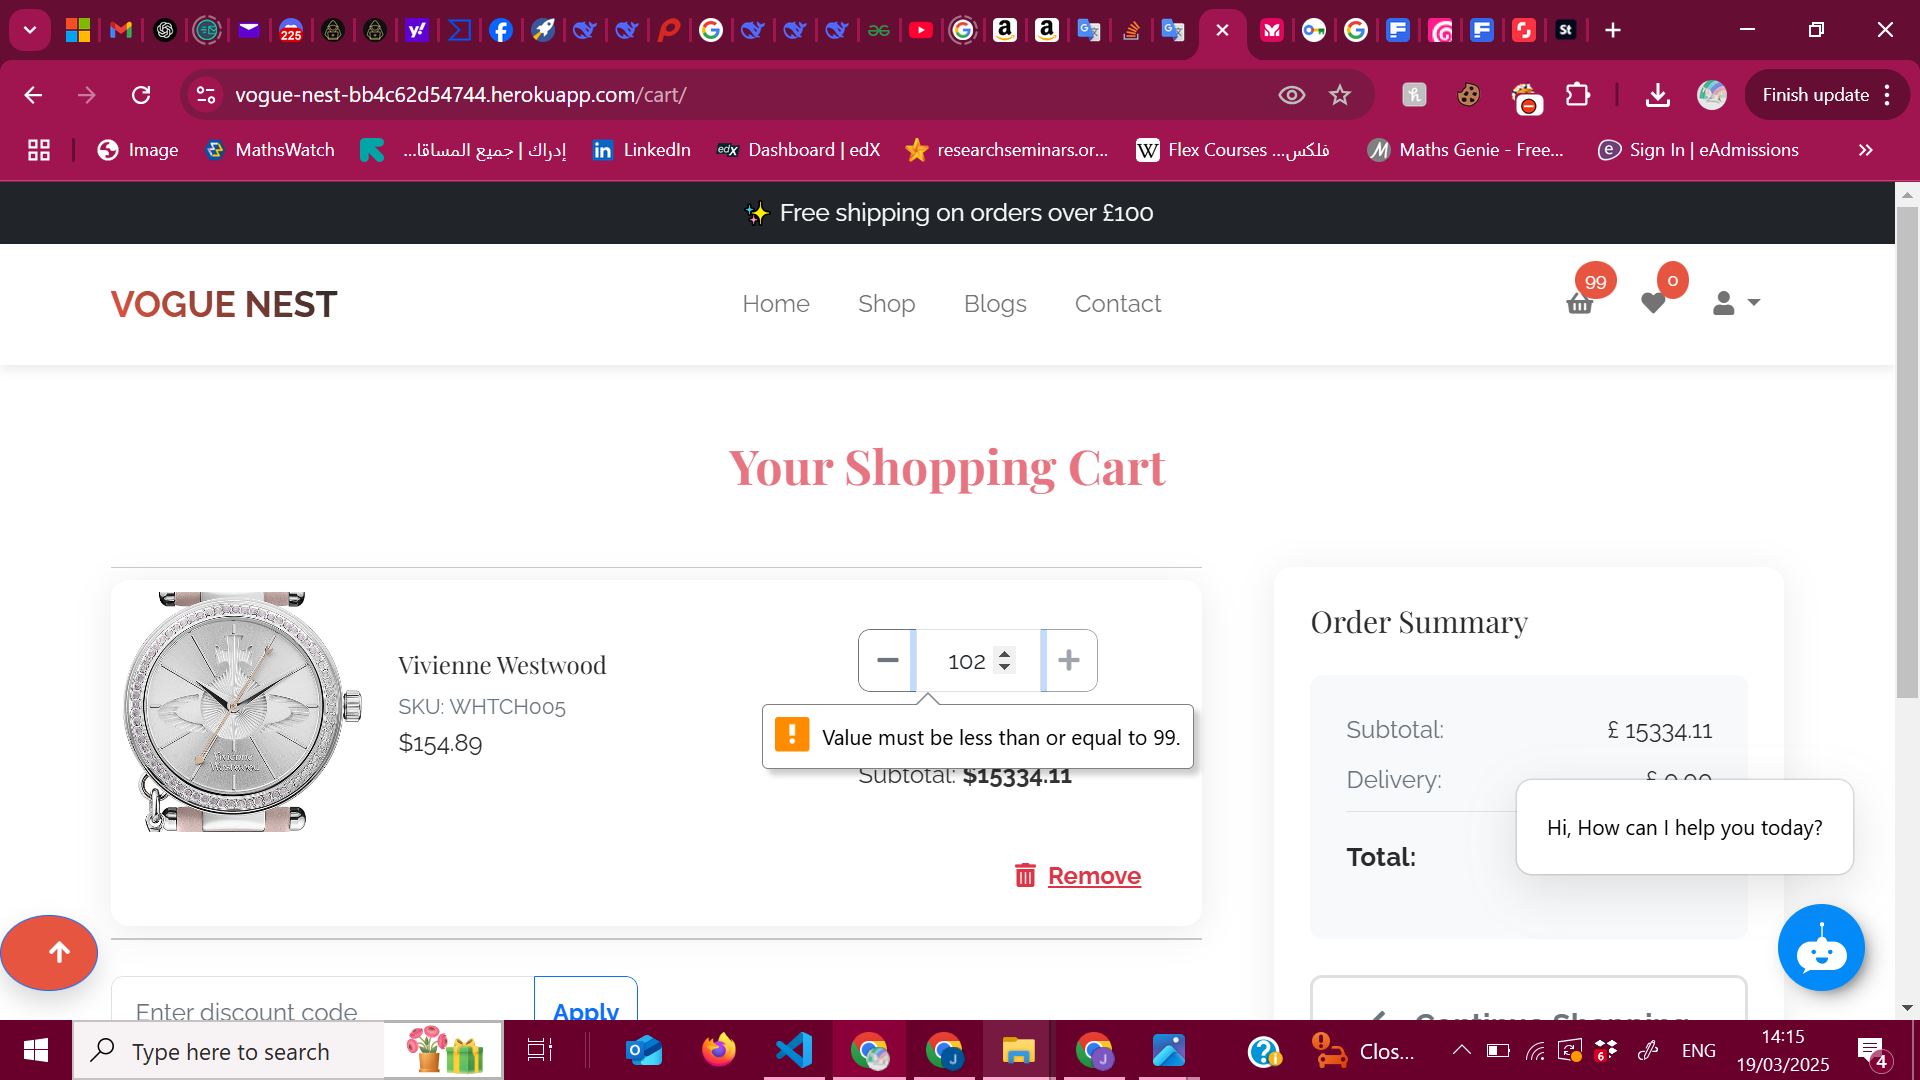 225
St
vogue-nest-bb4c62d54744.herokuapp.com/cart/
Finish update
Image
MathsWatch
إدراك | جميع المساقا...
LinkedIn
edX
Dashboard | edX
researchseminars.or...
Flex Courses ...فلكس
Maths Genie - Free...
Sign In | eAdmissions
✨ Free shipping on orders over £100
VOGUE NEST
Home
Shop
Blogs
Contact
99
0
Your Shopping Cart
Vivienne Westwood
SKU: WHTCH005
$154.89
102
Value must be less than or equal to 99.
Subtotal: $15334.11
Remove
Enter discount code
Apply
Order Summary
Subtotal:
£ 15334.11
Delivery:
£ 0.00
Hi, How can I help you today?
Total:
Continue Shopping
Type here to search
Clos...
6
ENG
14:15
19/03/2025
4